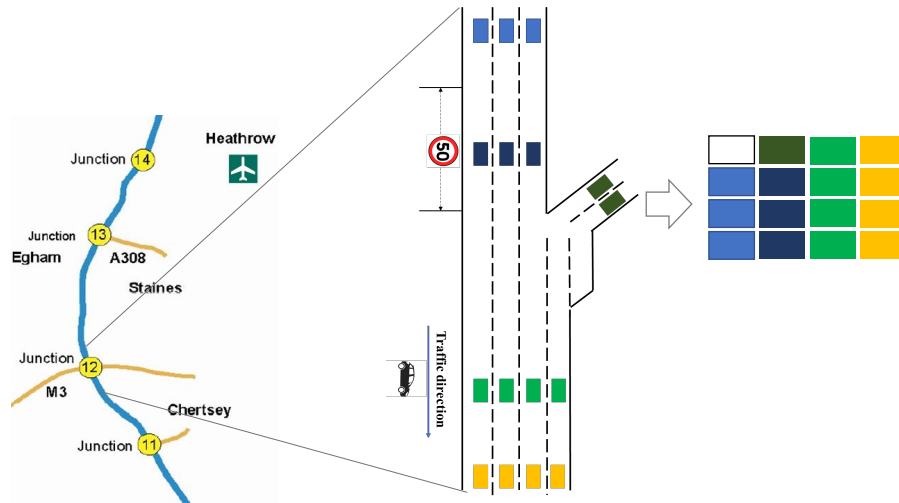 Heathrow
Junction 14
Junction 13
Egham
A308
Staines
Junction 12
M3
Chertsey
Junction 11
50
Traffic direction